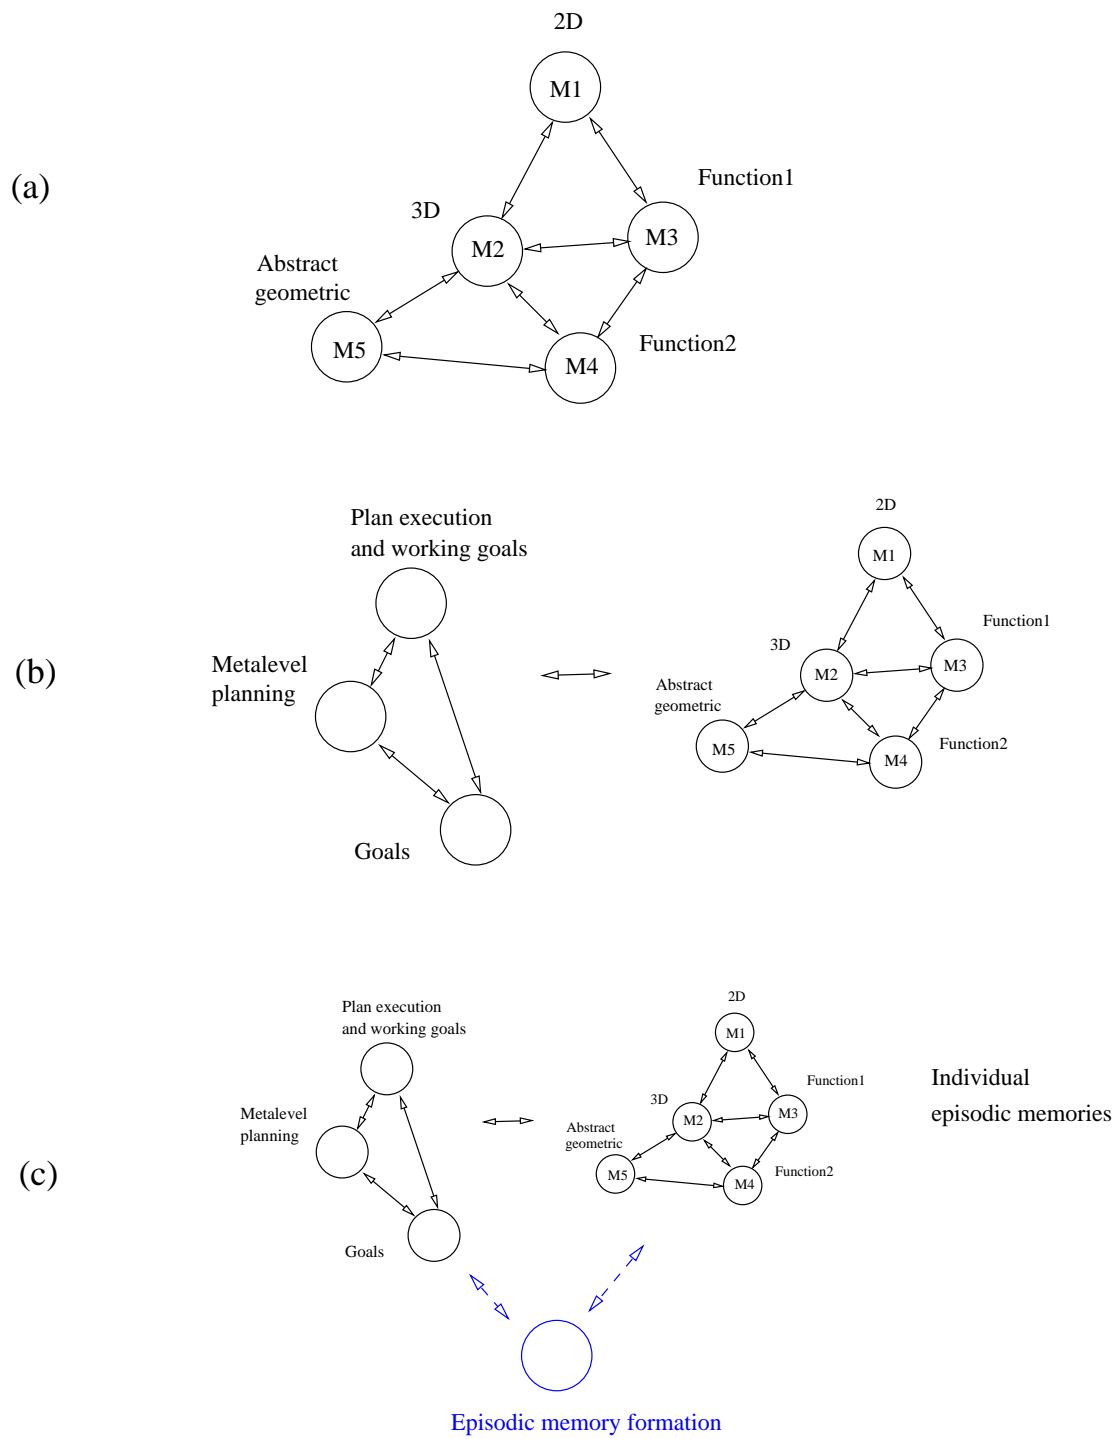 2D
M1
(a)
Function1
3D
M2
M3
Abstract
geometric
M5
M4
Function2
Plan execution
and working goals
2D
M1
Function1
(b)
Metalevel
planning
3D
M2
M3
Abstract
geometric
M5
M4
Function2
Goals
Plan execution
and working goals
2D
M1
Individual
episodic memories
Function1
3D
M2
M3
Metalevel
planning
Abstract
geometric
(c)
M5
M4
Function2
Goals
Episodic memory formation